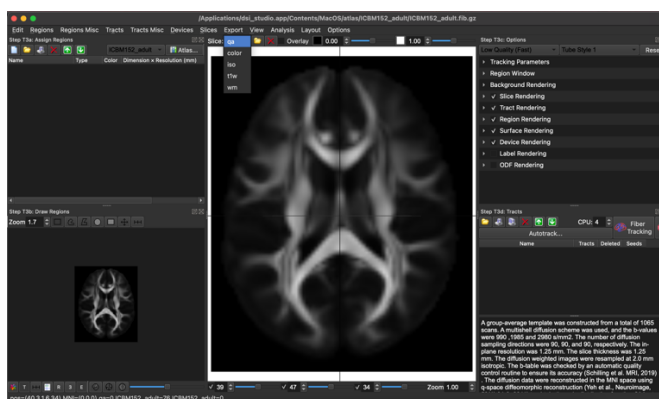 /Applications/dsi_studio.app/Contents/MacOS/atlas/ICBM152_adult/ICBM152_adult.fib.gz
Edit Regions Regions Misc Tracts Tracts Misc Devices Slices Export View Analysis Layout Options
Step T3a: Assign Regions
ICBM152_adult Atlas...
Name Type Color Dimension × Resolution (mm)
Slice: qa Overlay 0.00 1.00
color
iso
t1w
wm
Step T3c: Options
Low Quality (Fast) Tube Style 1 Rese
Tracking Parameters
Region Window
Background Rendering
Slice Rendering
Tract Rendering
Region Rendering
Surface Rendering
Device Rendering
Label Rendering
ODF Rendering
Step T3b: Draw Regions
Zoom 1.7
Step T3d: Tracts
CPU: 4 Fiber Tracking
Autotrack...
Name Tracts Deleted Seeds
A group-average template was constructed from a total of 1065
scans. A multishell diffusion scheme was used, and the b-values
were 990 ,1985 and 2980 s/mm2. The number of diffusion
sampling directions were 90, 90, and 90, respectively. The in-
plane resolution was 1.25 mm. The slice thickness was 1.25
mm. The diffusion weighted images were resampled at 2.0 mm
isotropic. The b-table was checked by an automatic quality
control routine to ensure its accuracy (Schilling et al. MRI, 2019)
. The diffusion data were reconstructed in the MNI space using
q-space diffeomorphic reconstruction (Yeh et al., Neuroimage,
39 47 34 Zoom 1.00